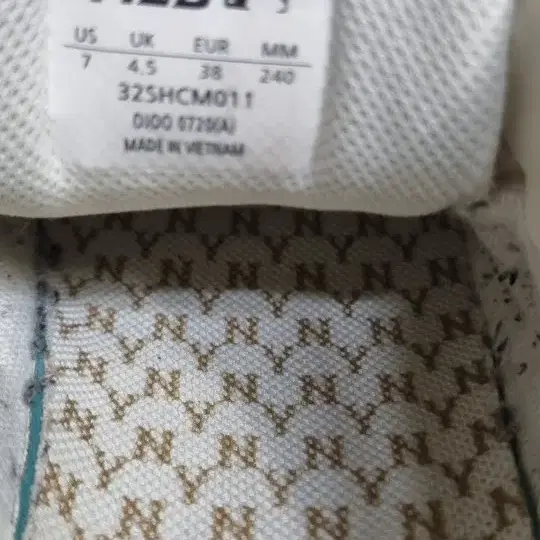 US UK EUR MM
7 4.5 38 240
32SHCM011
MADE IN VIETNAM